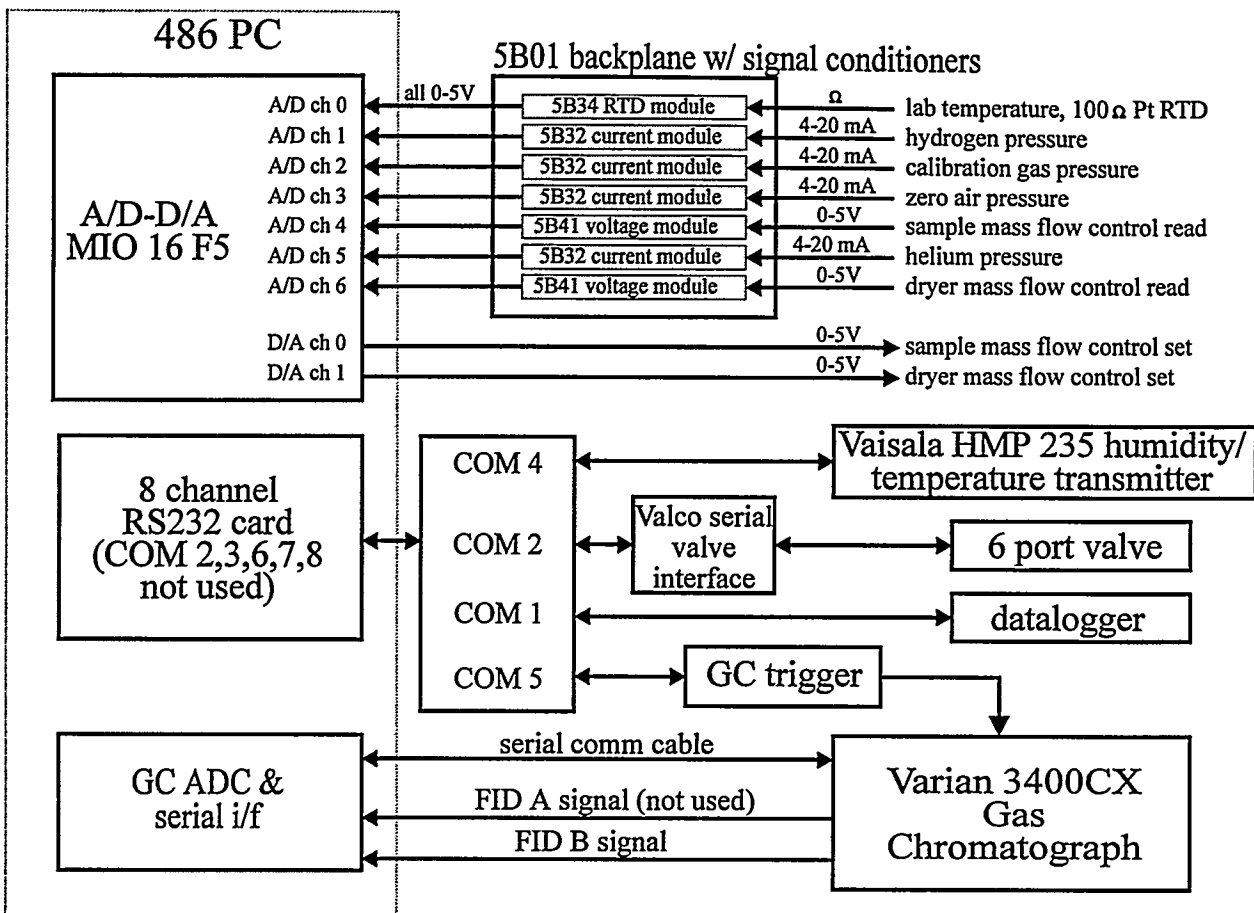 486 PC
5B01 backplane w/ signal conditioners
A/D-D/A
MIO 16 F5
A/D ch 0
all 0-5V
5B34 RTD module
Ω
lab temperature, 100Ω Pt RTD
A/D ch 1
5B32 current module
4-20 mA
hydrogen pressure
A/D ch 2
5B32 current module
4-20 mA
calibration gas pressure
A/D ch 3
5B32 current module
4-20 mA
zero air pressure
A/D ch 4
5B41 voltage module
0-5V
sample mass flow control read
A/D ch 5
5B32 current module
4-20 mA
helium pressure
A/D ch 6
5B41 voltage module
0-5V
dryer mass flow control read
D/A ch 0
0-5V
sample mass flow control set
D/A ch 1
0-5V
dryer mass flow control set
8 channel
RS232 card
(COM 2,3,6,7,8
not used)
COM 4
Vaisala HMP 235 humidity/
temperature transmitter
COM 2
Valco serial
valve
interface
6 port valve
COM 1
datalogger
COM 5
GC trigger
GC ADC &
serial i/f
serial comm cable
FID A signal (not used)
FID B signal
Varian 3400CX
Gas
Chromatograph